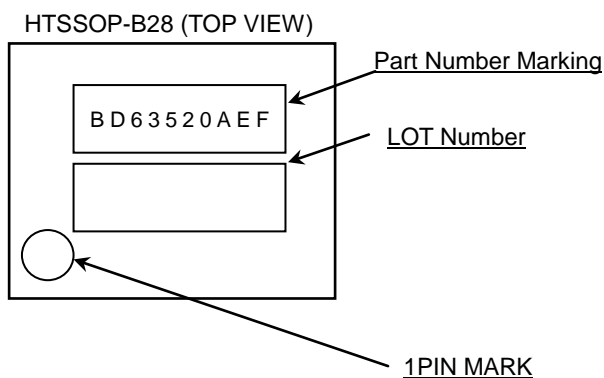 HTSSOP-B28 (TOP VIEW)
Part Number Marking
BD63520AEF
LOT Number
1PIN MARK